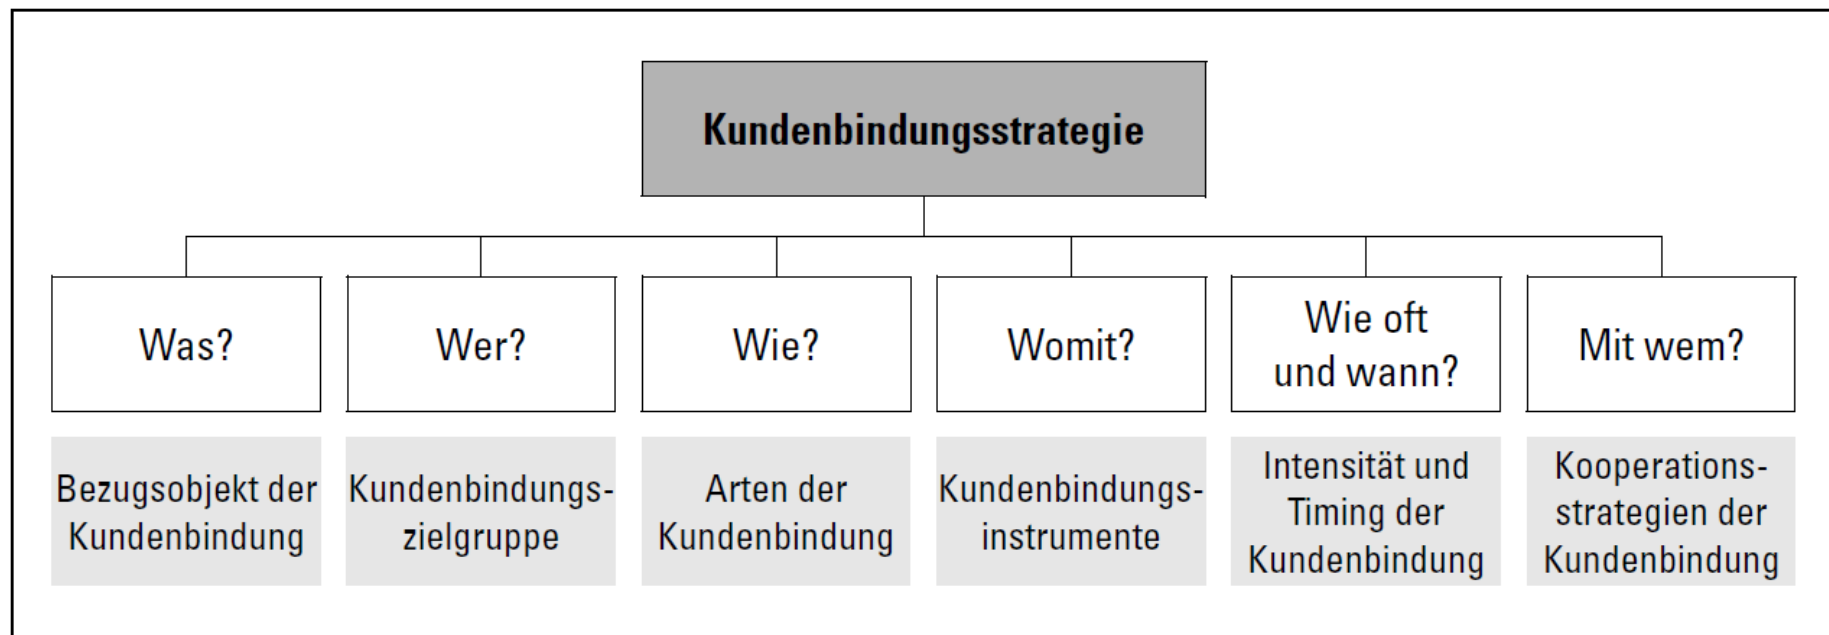 Kundenbindungsstrategie
Was?
Wer?
Wie?
Womit?
Wie oft
und wann?
Mit wem?
Bezugsobjekt der
Kundenbindung
Kundenbindungs-
zielgruppe
Arten der
Kundenbindung
Kundenbindungs-
instrumente
Intensität und
Timing der
Kundenbindung
Kooperations-
strategien der
Kundenbindung